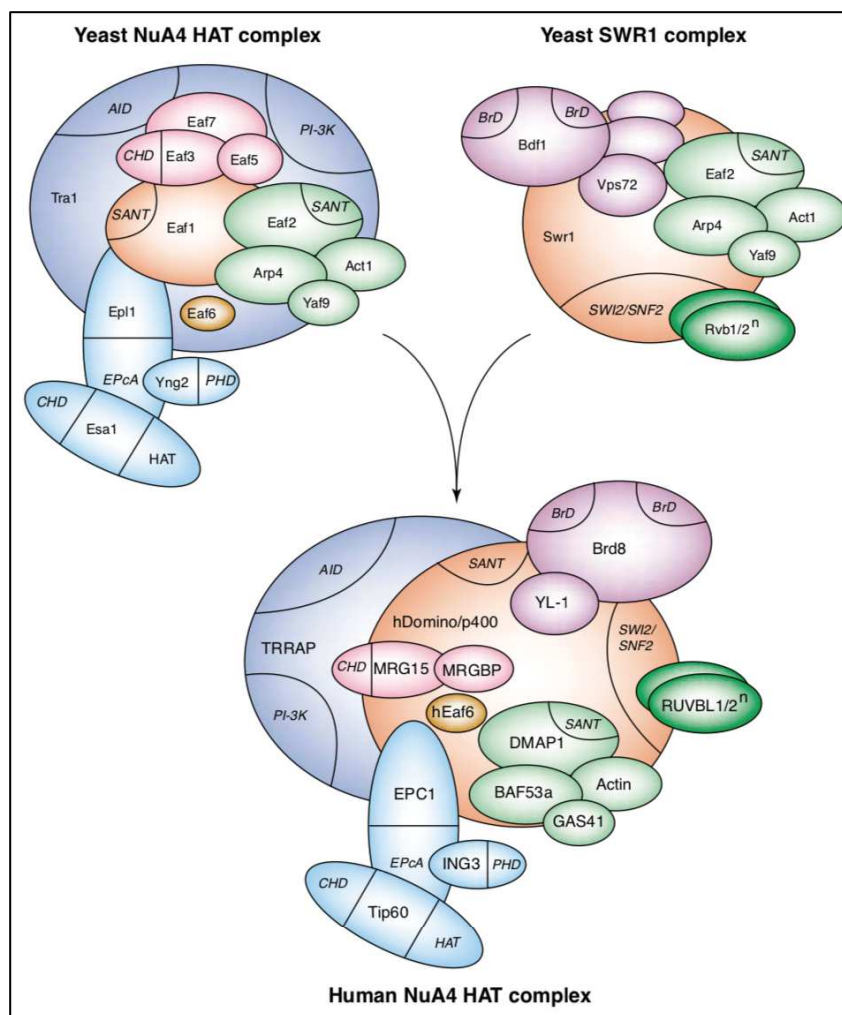 Yeast NuA4 HAT complex
Yeast SWR1 complex
AID
PI-3K
Eaf7
CHD
Eaf3
Eaf5
Tra1
SANT
Eaf1
Eaf2
SANT
Arp4
Act1
Yaf9
Eaf6
Epl1
EPcA
Yng2
PHD
CHD
Esa1
HAT
BrD
BrD
Bdf1
Vps72
Eaf2
SANT
Swr1
Arp4
Act1
Yaf9
SWI2/SNF2
Rvb1/2n
AID
SANT
BrD
BrD
Brd8
YL-1
hDomino/p400
TRRAP
SWI2/
SNF2
CHD
MRG15
MRGBP
PI-3K
hEaf6
RUVBL1/2n
SANT
DMAP1
BAF53a
Actin
GAS41
EPC1
EPcA
ING3
PHD
CHD
Tip60
HAT
Human NuA4 HAT complex